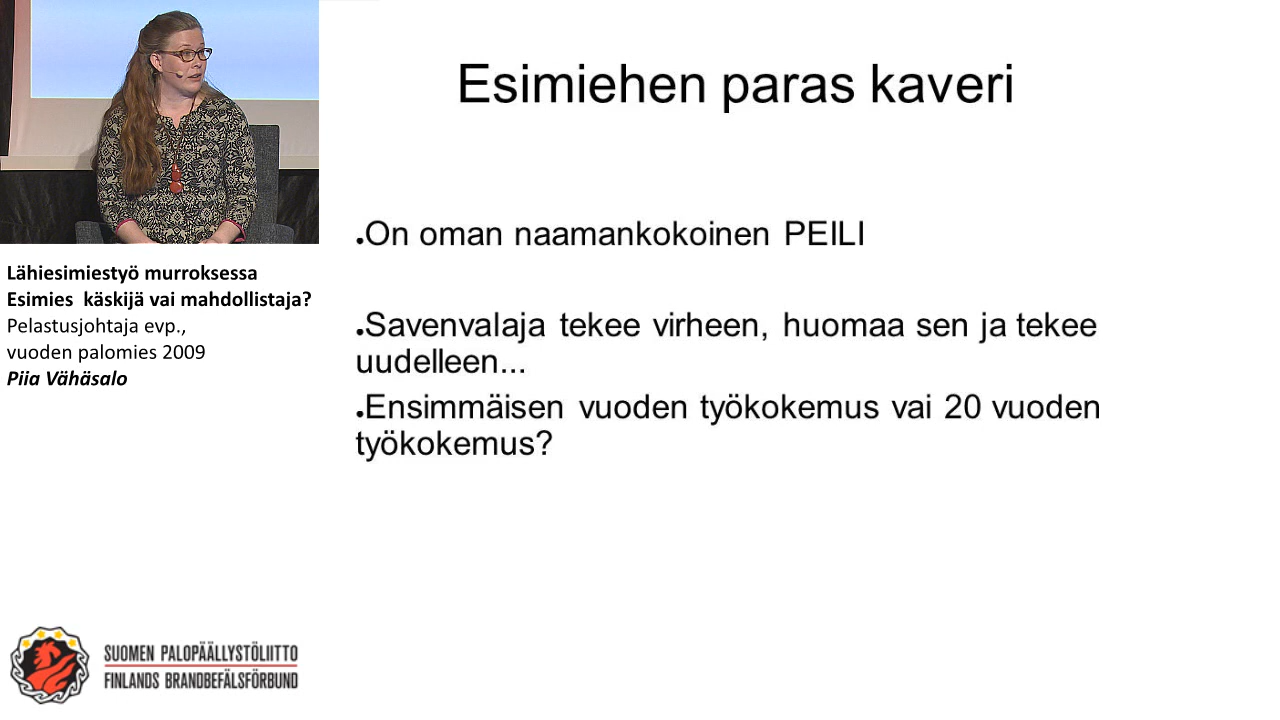 Esimiehen paras kaveri
●On oman naamankokoinen PEILI
●Savenvalaja tekee virheen, huomaa sen ja tekee
uudelleen...
●Ensimmäisen vuoden työkokemus vai 20 vuoden
työkokemus?
Lähiesimiestyö murroksessa
Esimies käskijä vai mahdollistaja?
Pelastusjohtaja evp.,
vuoden palomies 2009
Piia Vähäsalo
SUOMEN PALOPÄÄLLYSTÖLIITTO
FINLANDS BRANDBEFÄLSFÖRBUND